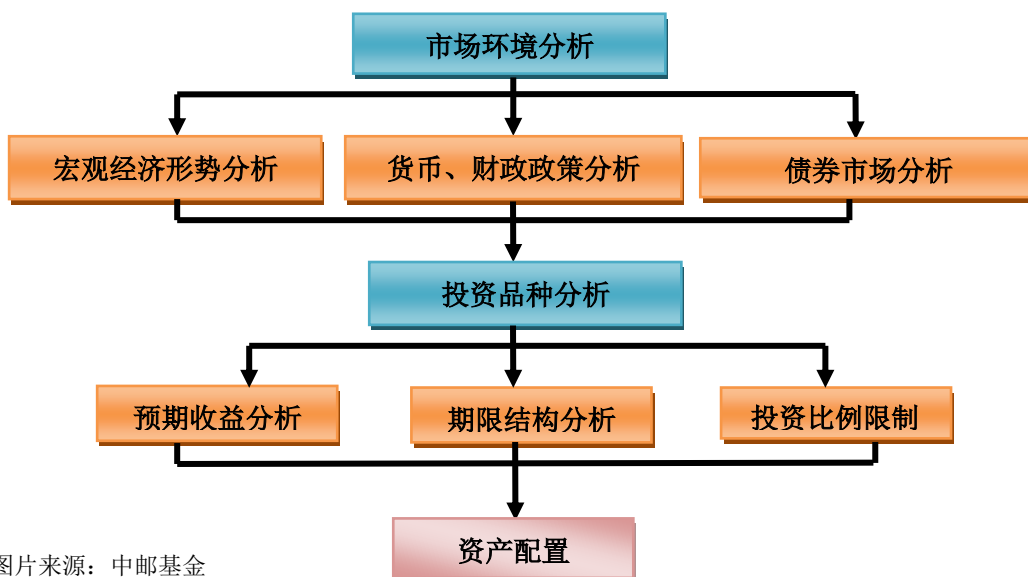 市场环境分析
宏观经济形势分析
货币、财政政策分析
债券市场分析
投资品种分析
预期收益分析
期限结构分析
投资比例限制
资产配置
图片来源：中邮基金